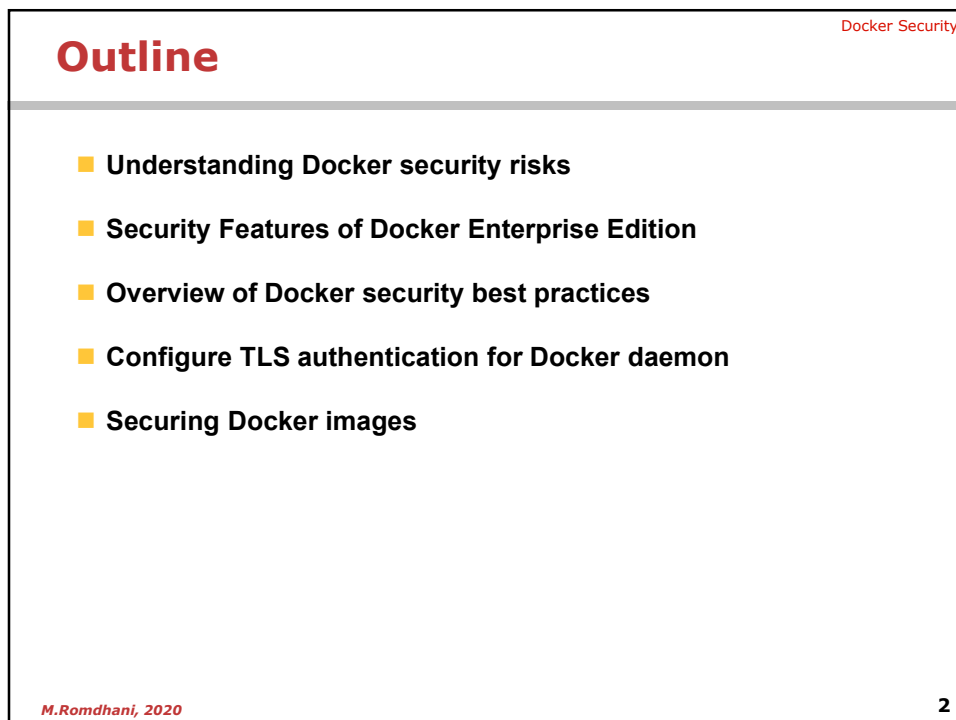 Docker Security
Outline
Understanding Docker security risks
Security Features of Docker Enterprise Edition
Overview of Docker security best practices
Configure TLS authentication for Docker daemon
Securing Docker images
M.Romdhani, 2020
2